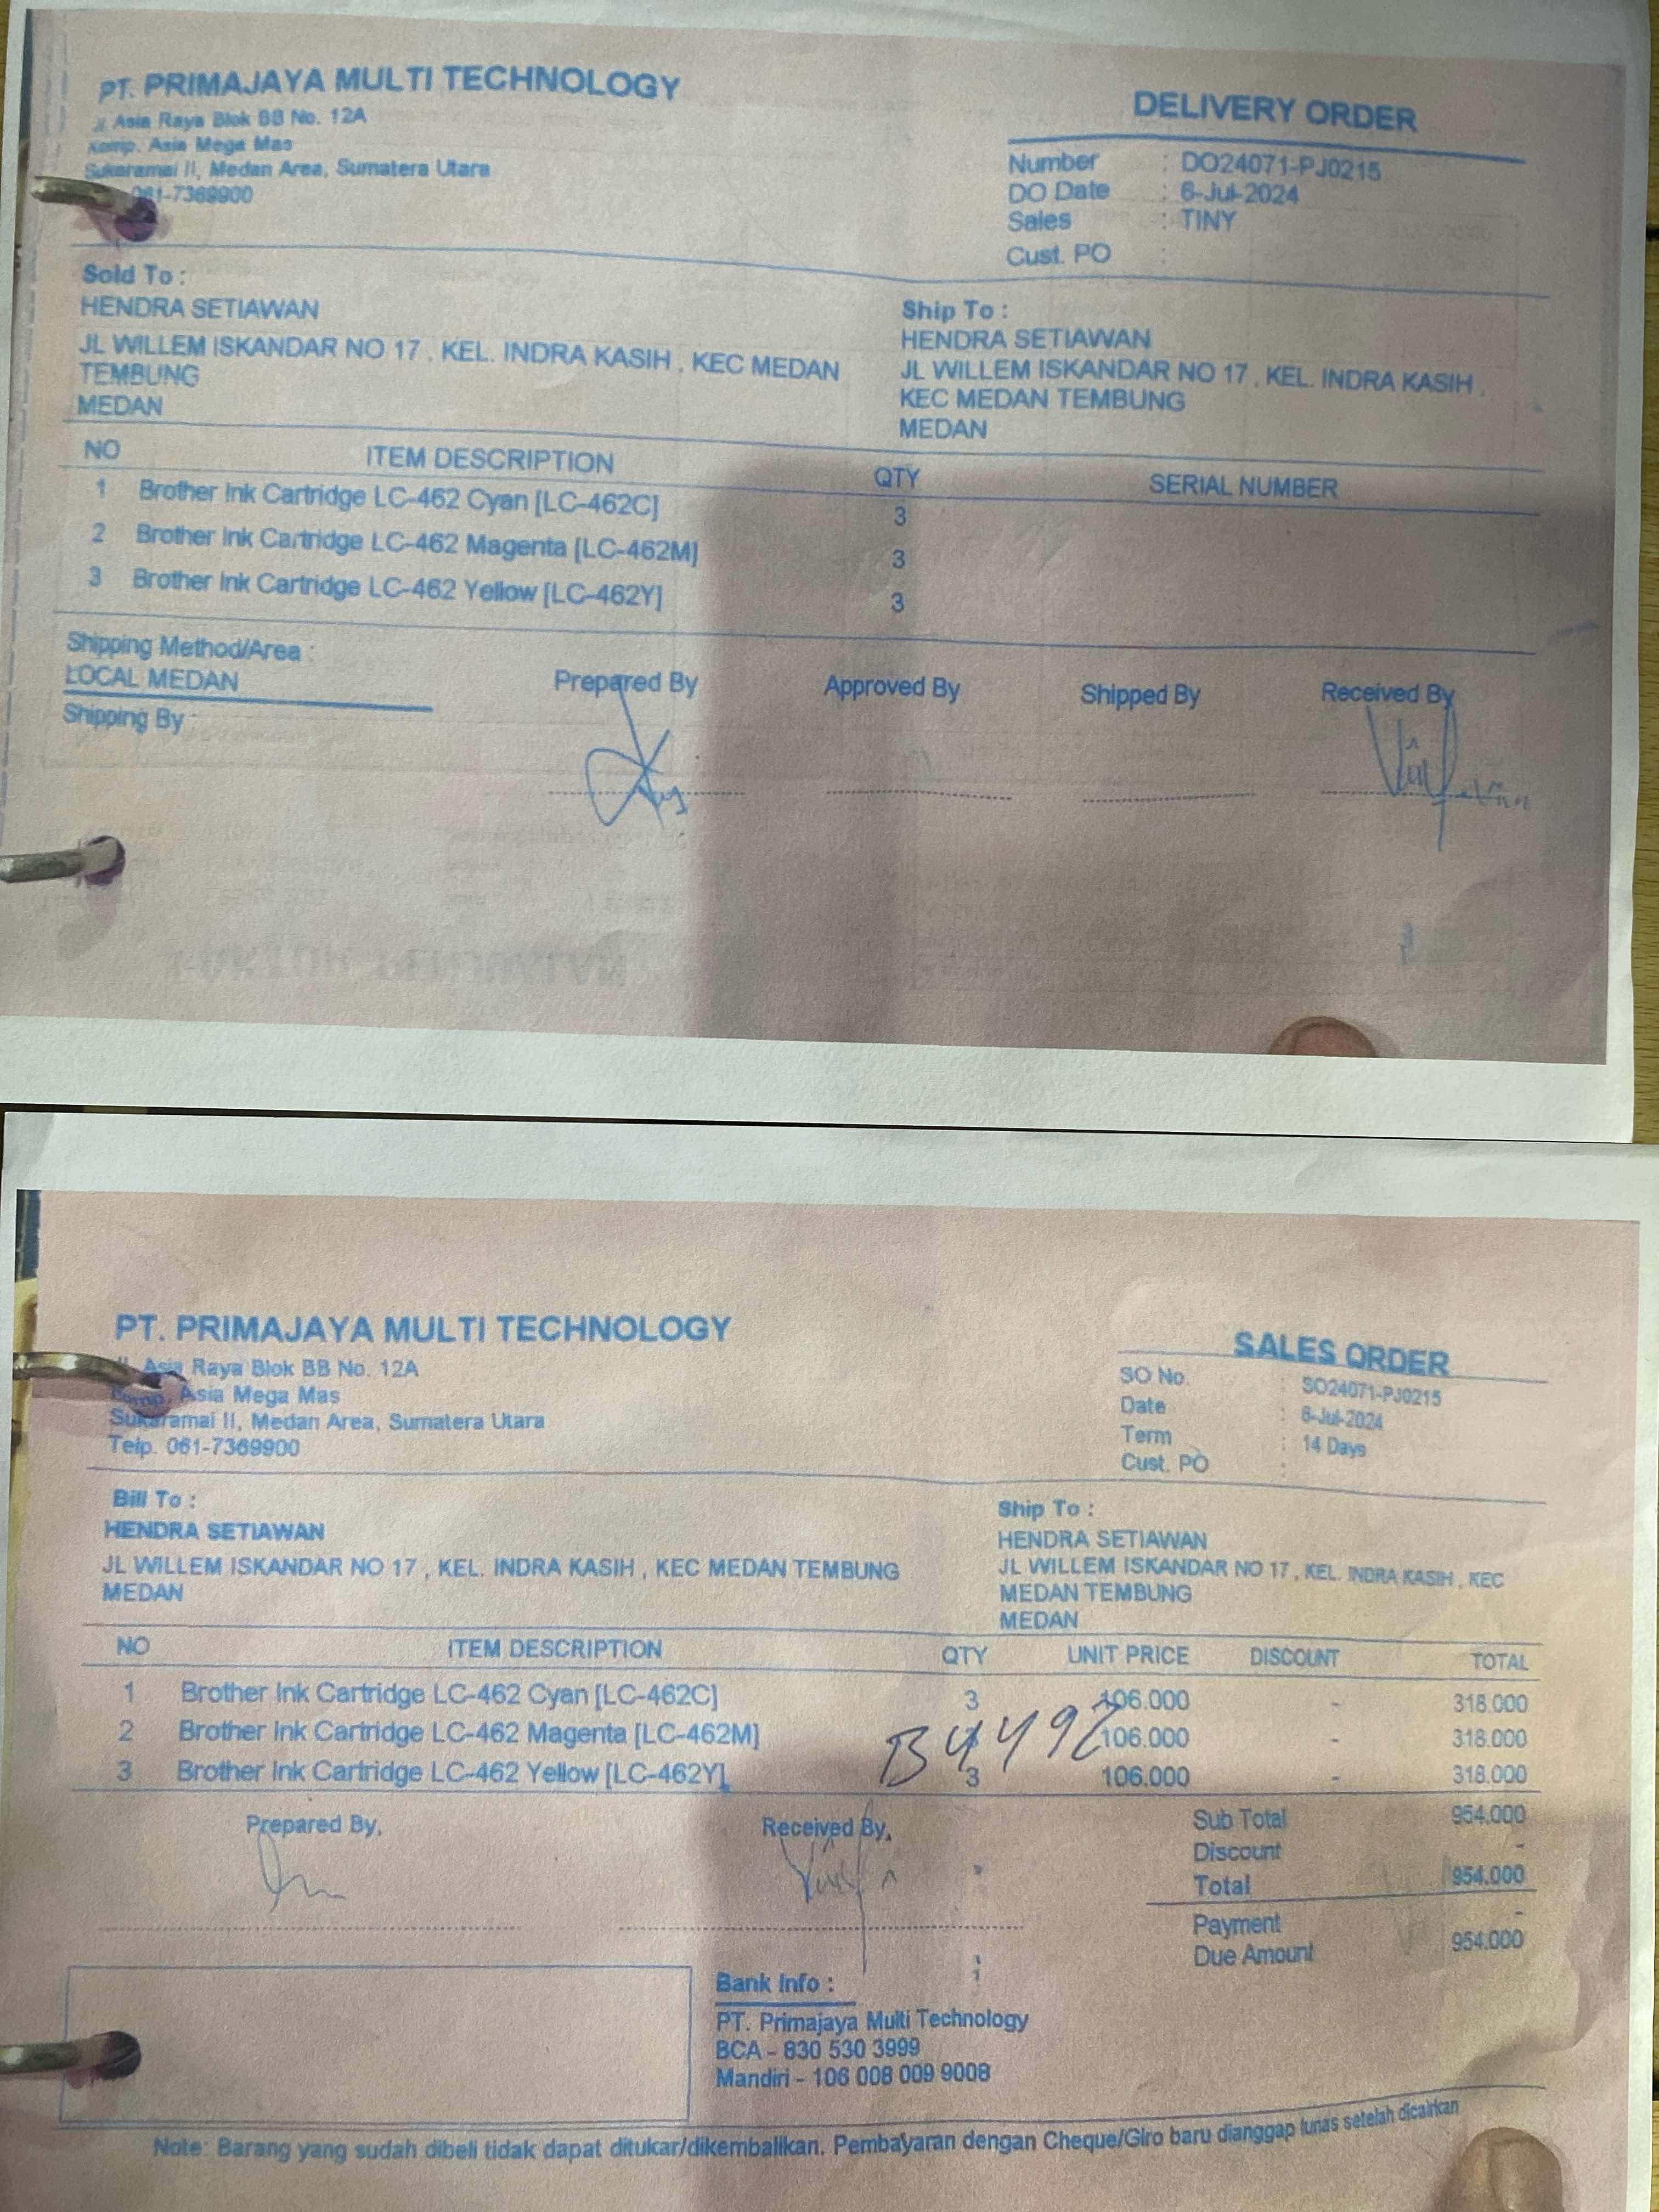 PT. PRIMAJAYA MULTI TECHNOLOGY
Jl. Asia Raya Blok BB No. 12A
Komp. Asia Mega Mas
Sukaramai II, Medan Area, Sumatera Utara
061-7369900
DELIVERY ORDER
Number : DO24071-PJ0215
DO Date : 6-Jul-2024
Sales : TINY
Cust. PO :
Sold To :
HENDRA SETIAWAN
JL WILLEM ISKANDAR NO 17 , KEL. INDRA KASIH , KEC MEDAN
TEMBUNG
MEDAN
Ship To :
HENDRA SETIAWAN
JL WILLEM ISKANDAR NO 17 , KEL. INDRA KASIH ,
KEC MEDAN TEMBUNG
MEDAN
NO ITEM DESCRIPTION QTY SERIAL NUMBER
1 Brother Ink Cartridge LC-462 Cyan [LC-462C] 3
2 Brother Ink Cartridge LC-462 Magenta [LC-462M] 3
3 Brother Ink Cartridge LC-462 Yellow [LC-462Y] 3
Shipping Method/Area :
LOCAL MEDAN
Shipping By :
Prepared By Approved By Shipped By Received By
PT. PRIMAJAYA MULTI TECHNOLOGY
Jl. Asia Raya Blok BB No. 12A
Komp. Asia Mega Mas
Sukaramai II, Medan Area, Sumatera Utara
Telp. 061-7369900
SALES ORDER
SO No. : SO24071-PJ0215
Date : 6-Jul-2024
Term : 14 Days
Cust. PO :
Bill To :
HENDRA SETIAWAN
JL WILLEM ISKANDAR NO 17 , KEL. INDRA KASIH , KEC MEDAN TEMBUNG
MEDAN
Ship To :
HENDRA SETIAWAN
JL WILLEM ISKANDAR NO 17 , KEL. INDRA KASIH , KEC
MEDAN TEMBUNG
MEDAN
NO ITEM DESCRIPTION QTY UNIT PRICE DISCOUNT TOTAL
1 Brother Ink Cartridge LC-462 Cyan [LC-462C] 3 106.000 - 318.000
2 Brother Ink Cartridge LC-462 Magenta [LC-462M] 106.000 - 318.000
3 Brother Ink Cartridge LC-462 Yellow [LC-462Y] 3 106.000 - 318.000
Prepared By, Received By,
Sub Total 954.000
Discount -
Total 954.000
Payment -
Due Amount 954.000
Bank Info :
PT. Primajaya Multi Technology
BCA - 830 530 3999
Mandiri - 106 008 009 9008
Note: Barang yang sudah dibeli tidak dapat ditukar/dikembalikan. Pembayaran dengan Cheque/Giro baru dianggap lunas setelah dicairkan